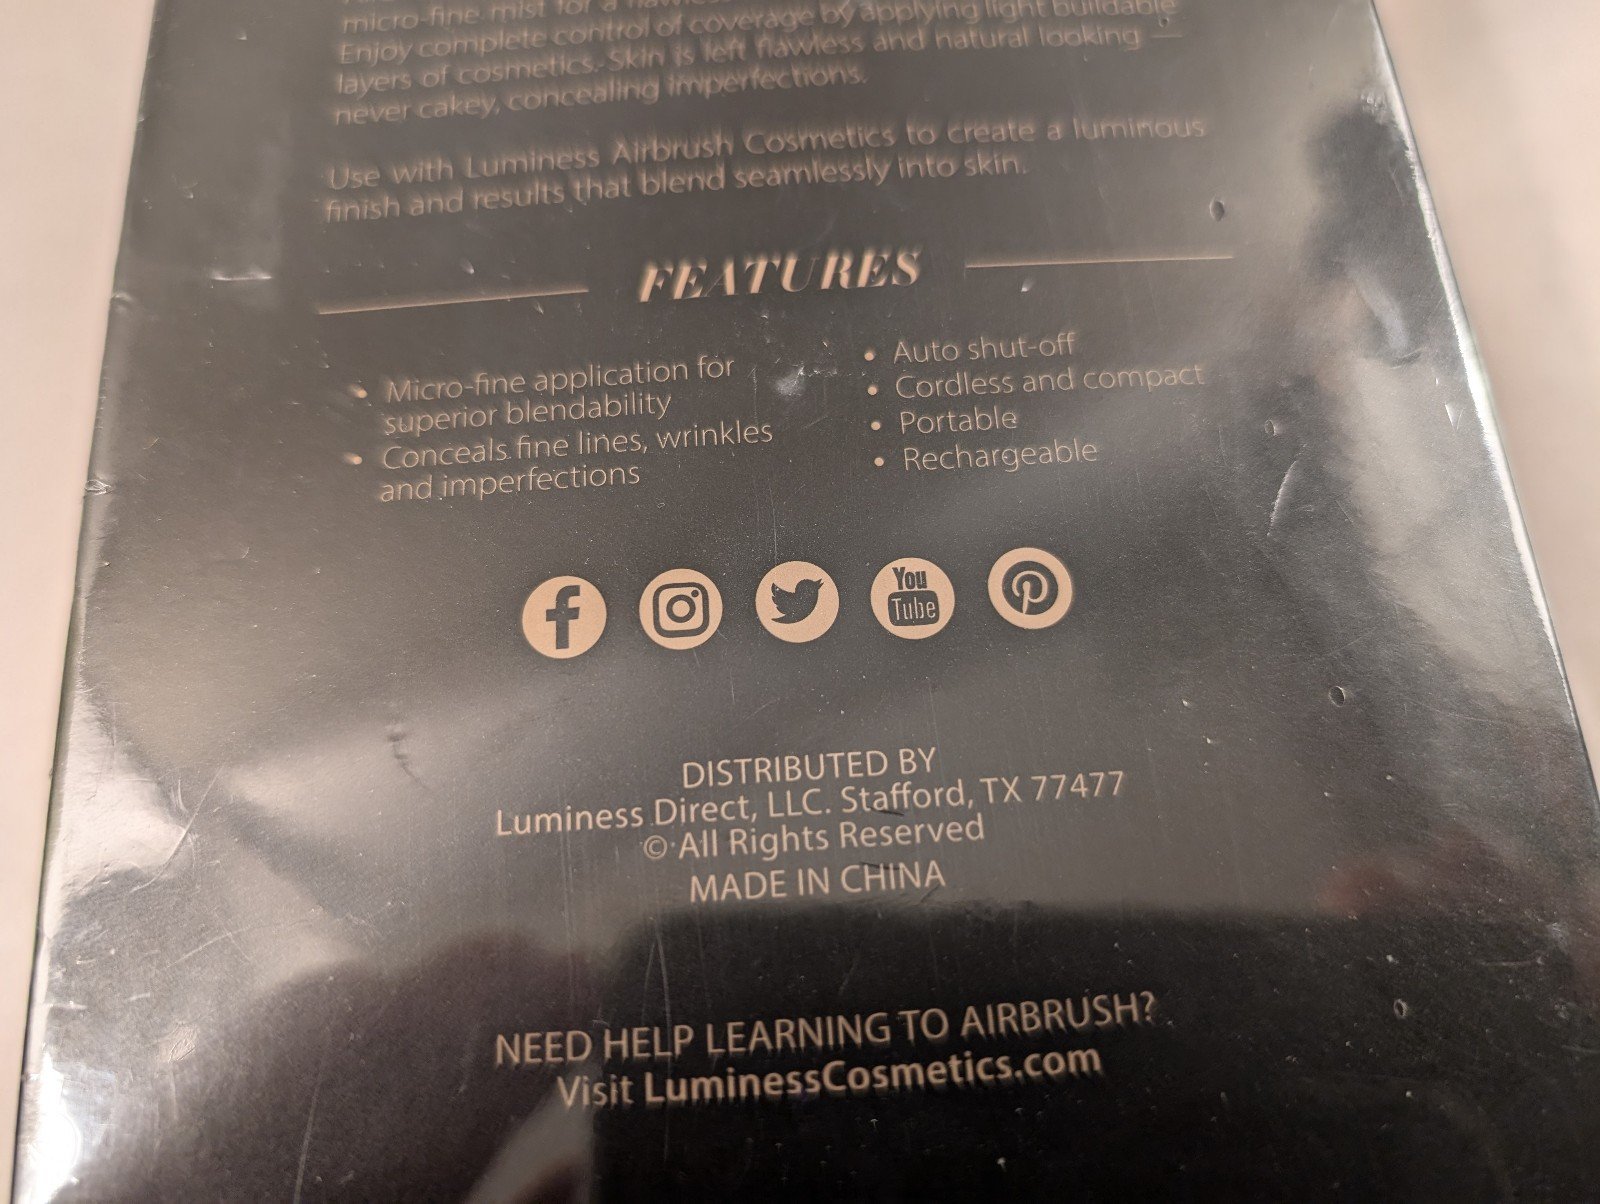 micro-fine mist for a
Enjoy complete control of coverage by applying light buildable
layers of cosmetics. Skin is left flawless and natural looking —
never cakey, concealing imperfections.
Use with Luminess Airbrush Cosmetics to create a luminous
finish and results that blend seamlessly into skin.
FEATURES
• Micro-fine application for
superior blendability
• Conceals fine lines, wrinkles
and imperfections
• Auto shut-off
• Cordless and compact
• Portable
• Rechargeable
You
Tube
DISTRIBUTED BY
Luminess Direct, LLC. Stafford, TX 77477
© All Rights Reserved
MADE IN CHINA
NEED HELP LEARNING TO AIRBRUSH?
Visit LuminessCosmetics.com